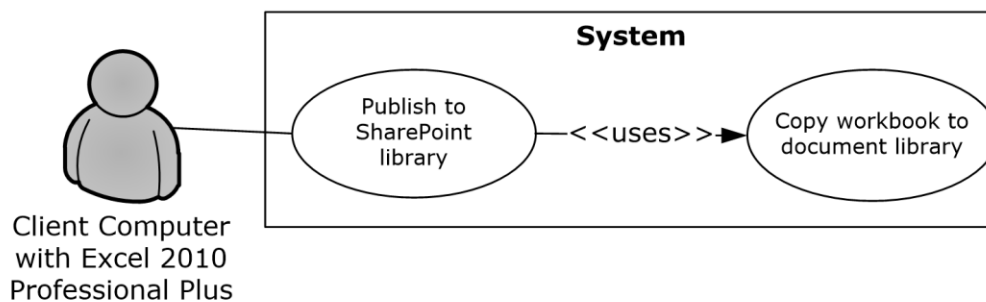 System
Publish to
SharePoint
library
<<uses>>
Copy workbook to
document library
Client Computer
with Excel 2010
Professional Plus